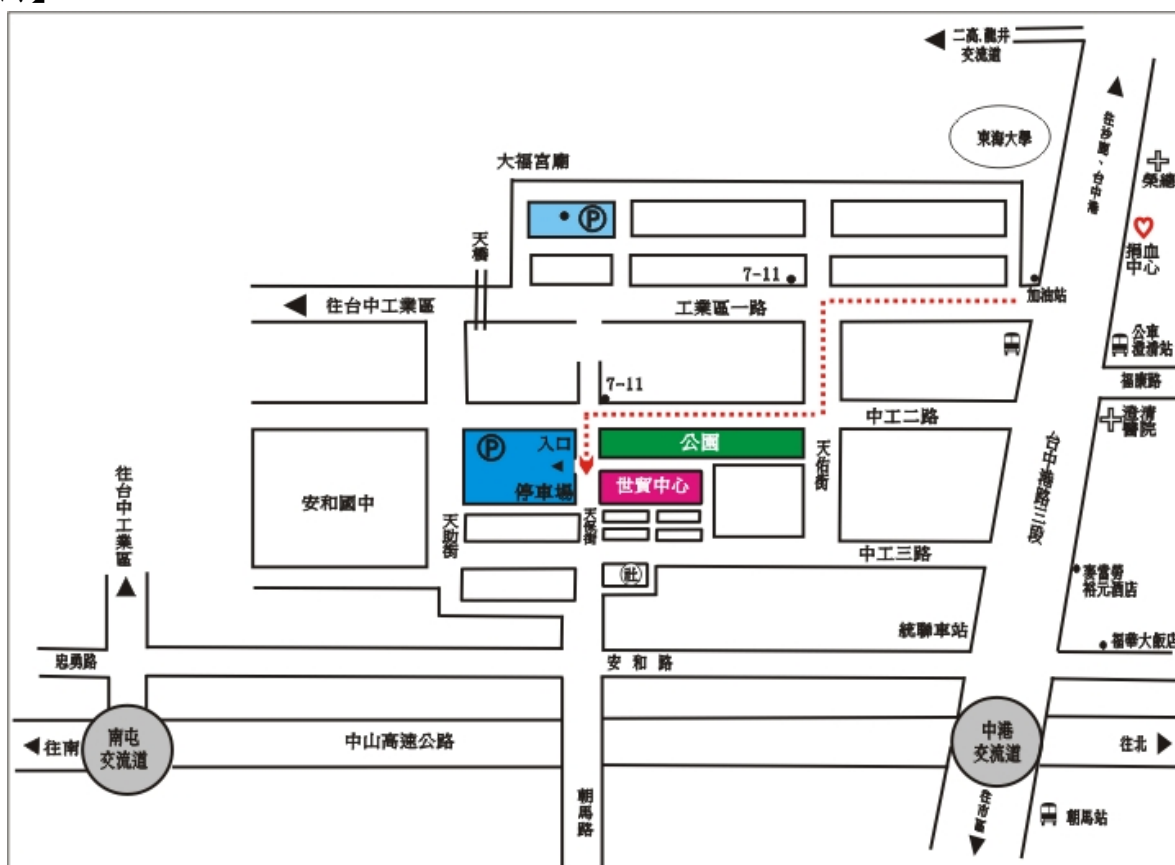 二高.龍井
交流道
東海大學
往沙鹿、台中港
榮總
大福宮廟
P
天橋
捐血
中心
7-11
加油站
往台中工業區
工業區一路
公車
澄清站
福康路
7-11
中工二路
澄清
醫院
P
入口
公園
停車場
世貿中心
天佑街
台中港路三段
安和國中
往台中工業區
天助街
天保街
中工三路
社
麥當勞
裕元酒店
統聯車站
福華大飯店
忠勇路
安和路
往南
南屯
交流道
中山高速公路
中港
交流道
往北
朝馬路
往市區
朝馬站